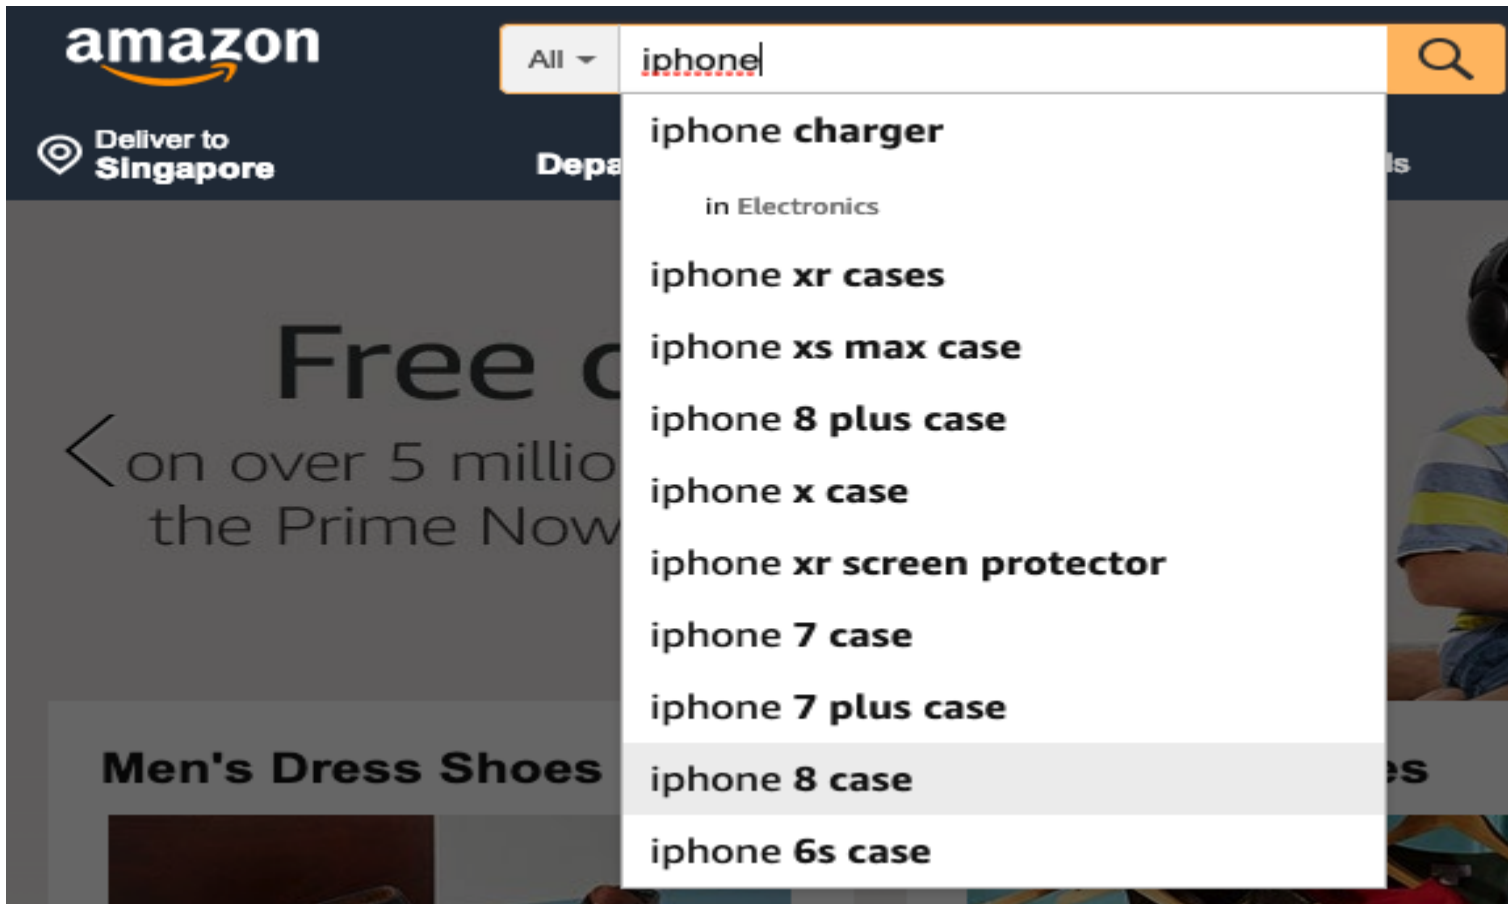 amazon
All
iphone
Deliver to
Singapore
iphone charger
in Electronics
iphone xr cases
iphone xs max case
iphone 8 plus case
iphone x case
iphone xr screen protector
iphone 7 case
iphone 7 plus case
iphone 8 case
iphone 6s case
Free
on over 5
the Prime Now
Men's Dress Shoes